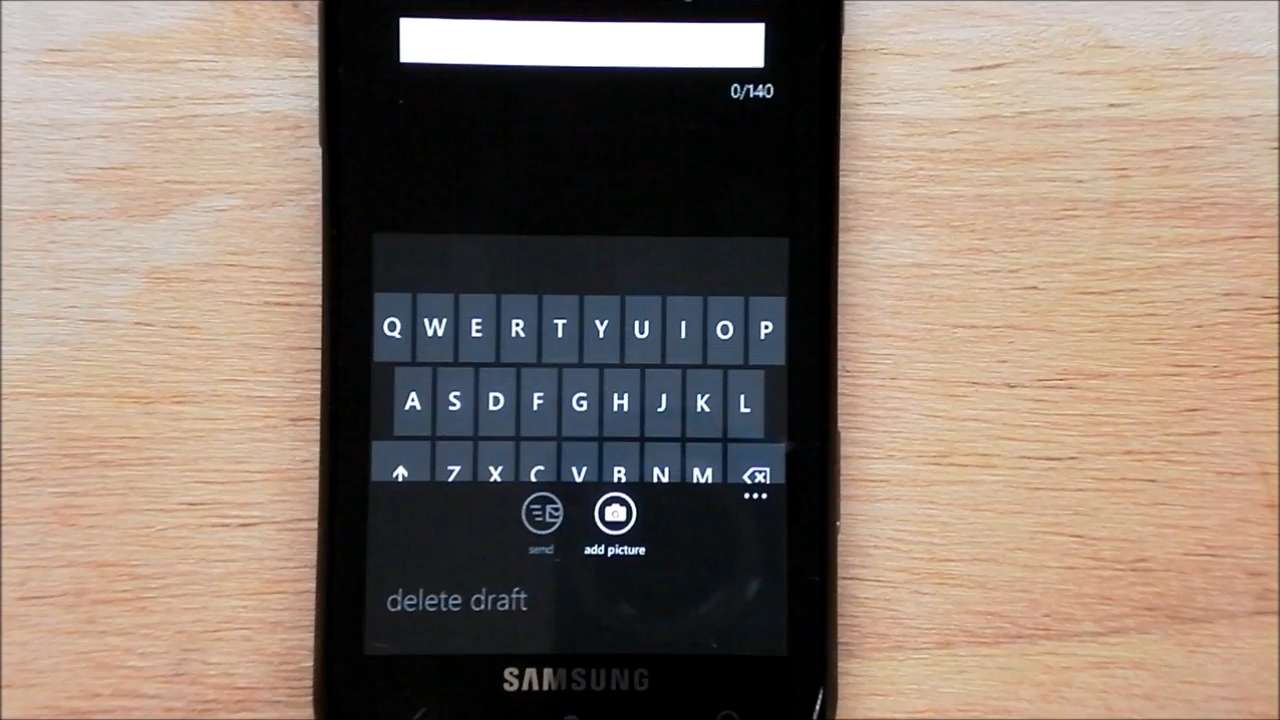 0/140
Q W E R T Y U I O P
A S D F G H J K L
Z X C V B N M
send add picture
delete draft
SAMSUNG